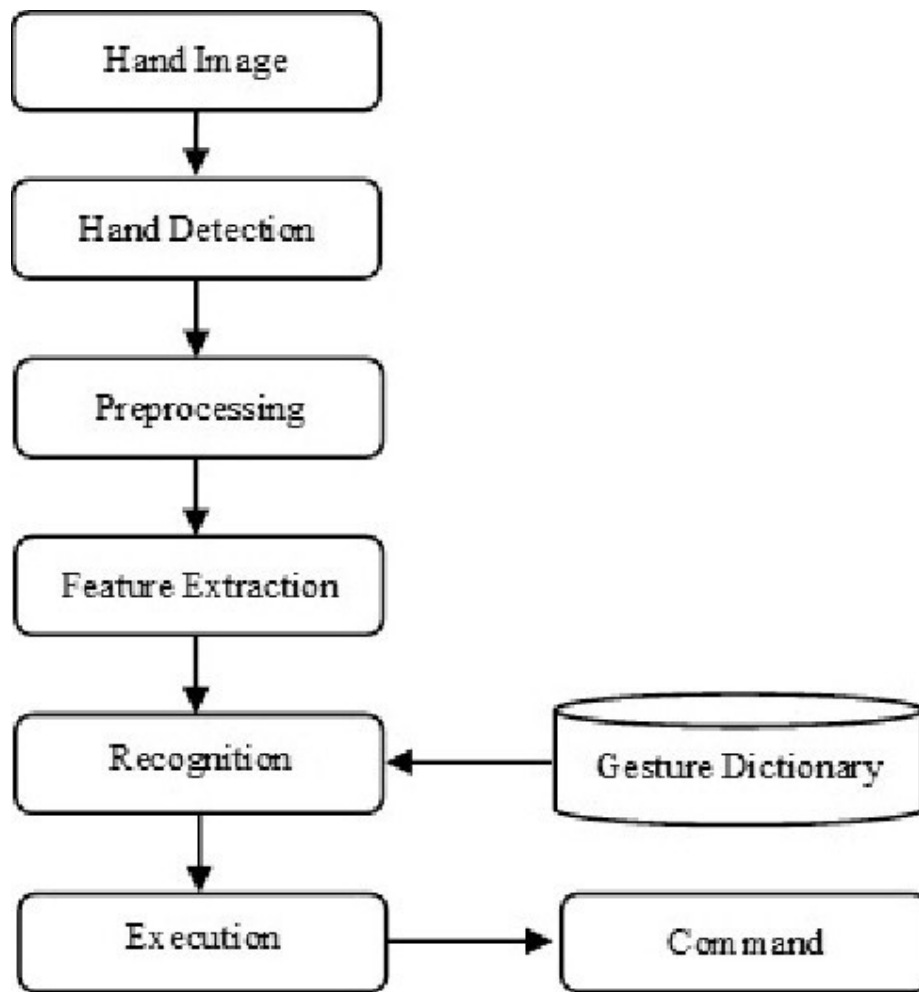 Hand Image
Hand Detection
Preprocessing
Feature Extraction
Recognition
Gesture Dictionary
Execution
Command